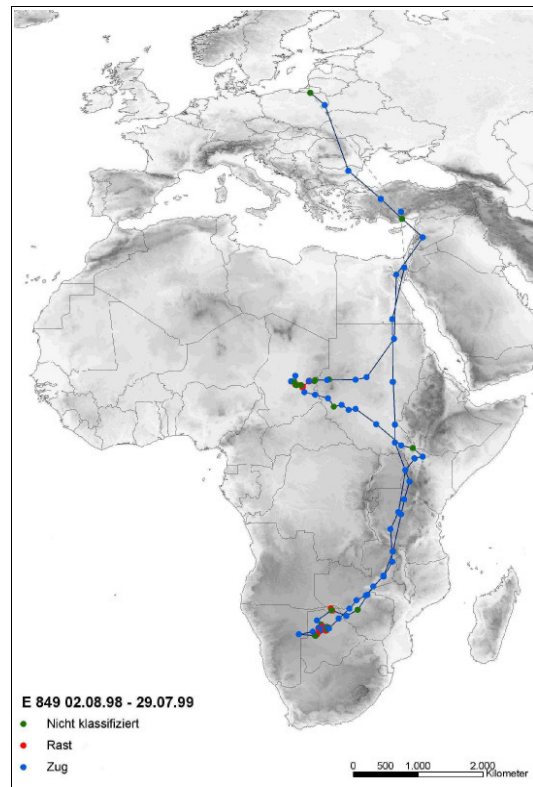 E 849 02.08.98 - 29.07.99
Nicht klassifiziert
Rast
Zug
0 500 1.000 2.000
Kilometer